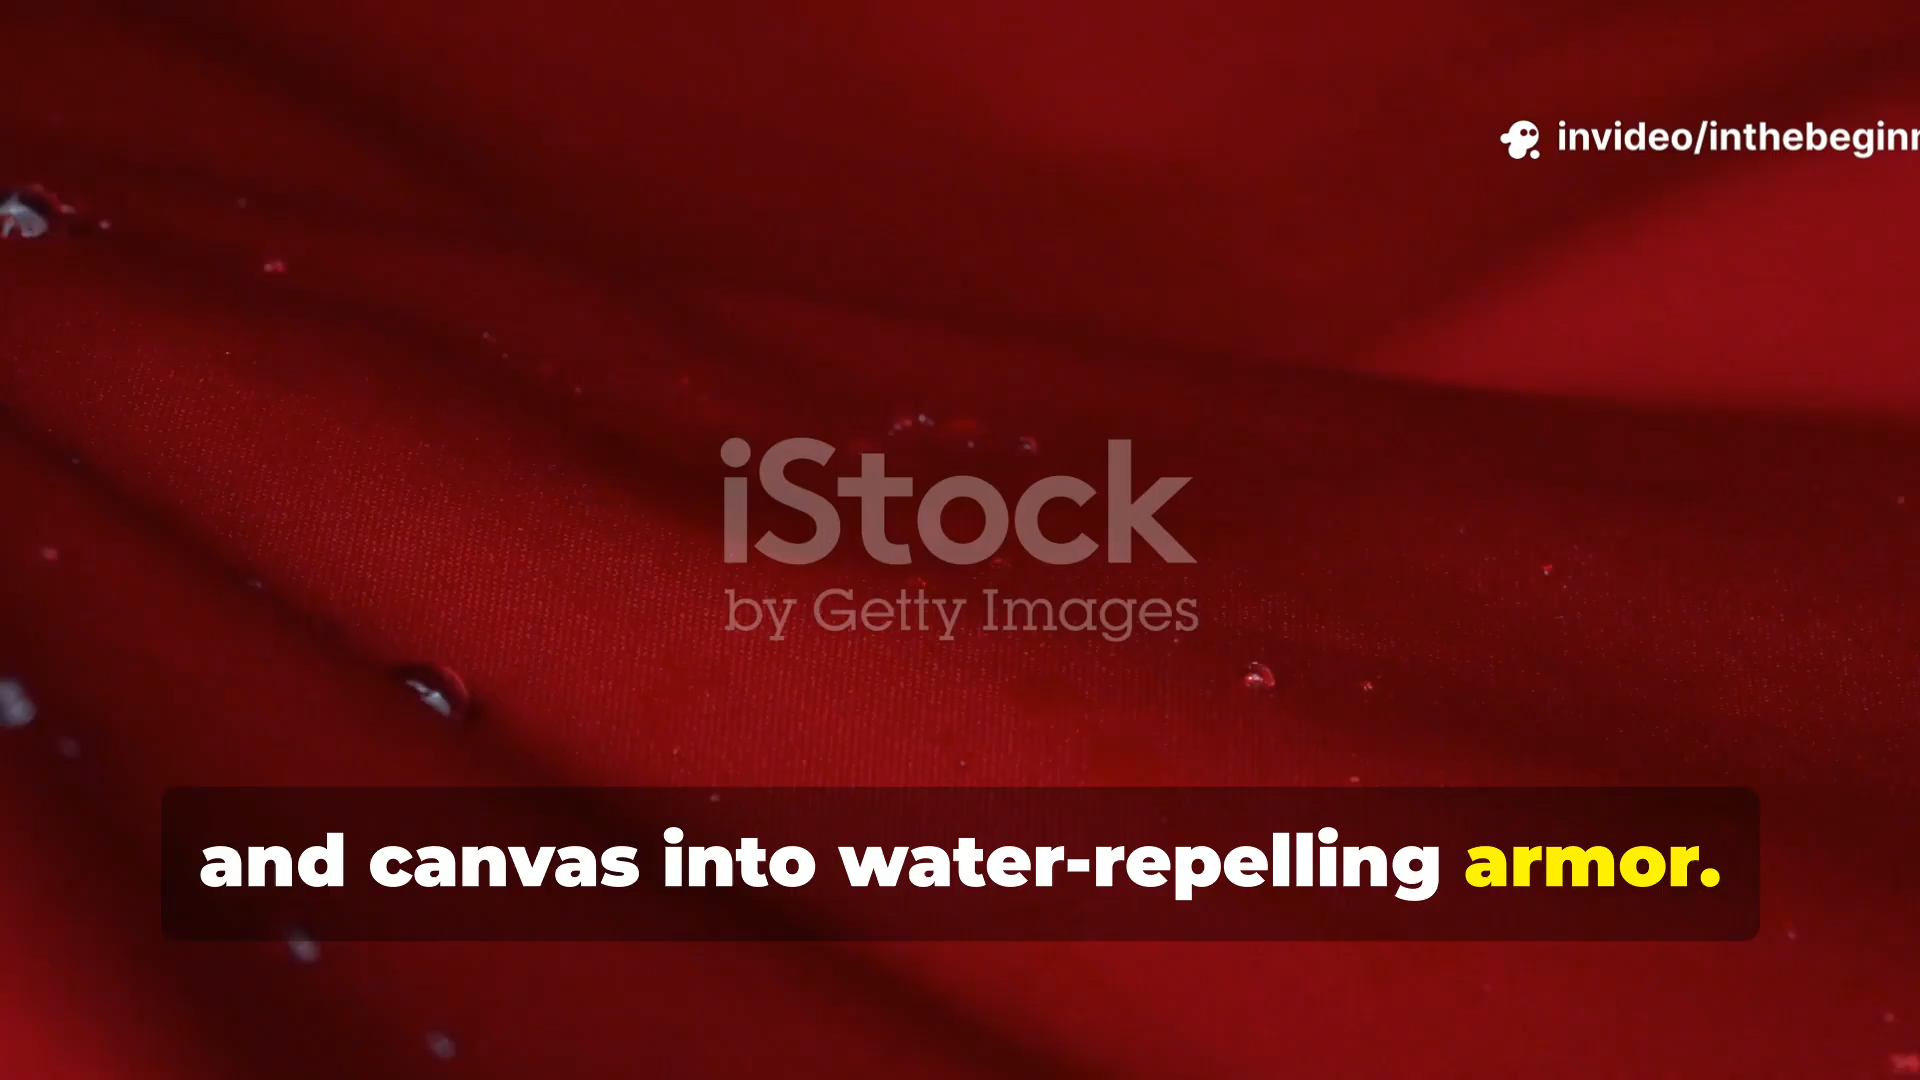 invideo/inthebeginn
iStock
by Getty Images
and canvas into water-repelling armor.